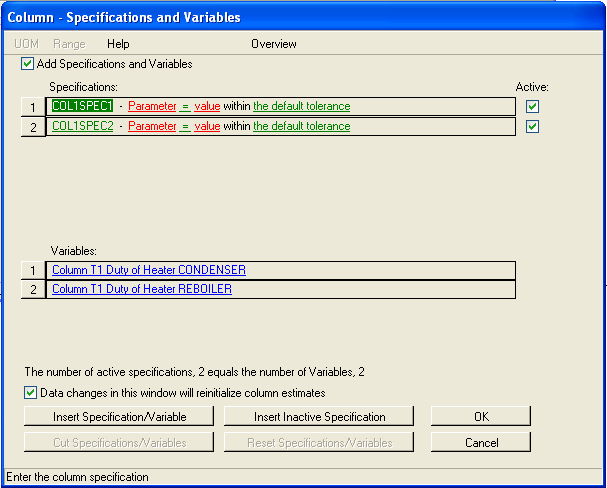 Column - Specifications and Variables
UOM Range Help Overview
Add Specifications and Variables
Specifications: Active:
1 COL1SPEC1 - Parameter = value within the default tolerance
2 COL1SPEC2 - Parameter = value within the default tolerance
Variables:
1 Column T1 Duty of Heater CONDENSER
2 Column T1 Duty of Heater REBOILER
The number of active specifications, 2 equals the number of Variables, 2
Data changes in this window will reinitialize column estimates
Insert Specification/Variable Insert Inactive Specification OK
Cut Specifications/Variables Reset Specifications/Variables Cancel
Enter the column specification